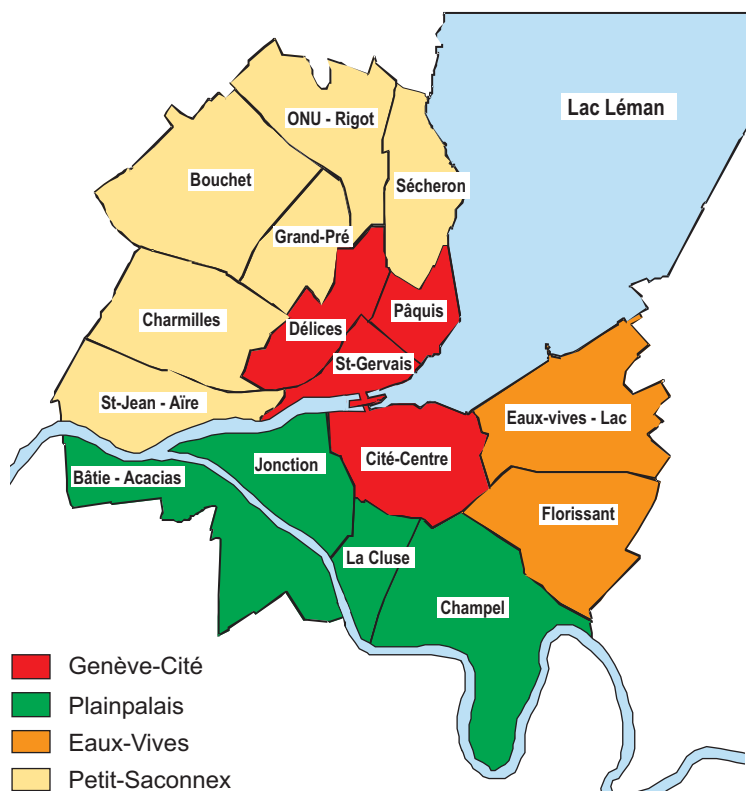 ONU - Rigot
Lac Léman
Bouchet
Sécheron
Grand-Pré
Pâquis
Charmilles
Délices
St-Gervais
St-Jean - Aïre
Eaux-vives - Lac
Cité-Centre
Jonction
Bâtie - Acacias
Florissant
La Cluse
Champel
Genève-Cité
Plainpalais
Eaux-Vives
Petit-Saconnex